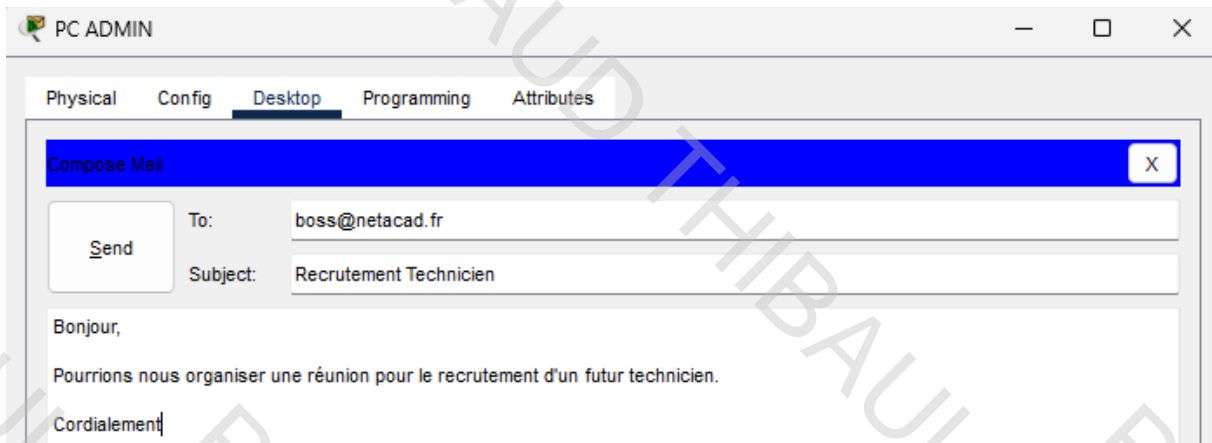 PC ADMIN
Physical Config Desktop Programming Attributes
Compose Mail X
Send
To: boss@netacad.fr
Subject: Recrutement Technicien
Bonjour,
Pourrions nous organiser une réunion pour le recrutement d'un futur technicien.
Cordialement
THIBAUD